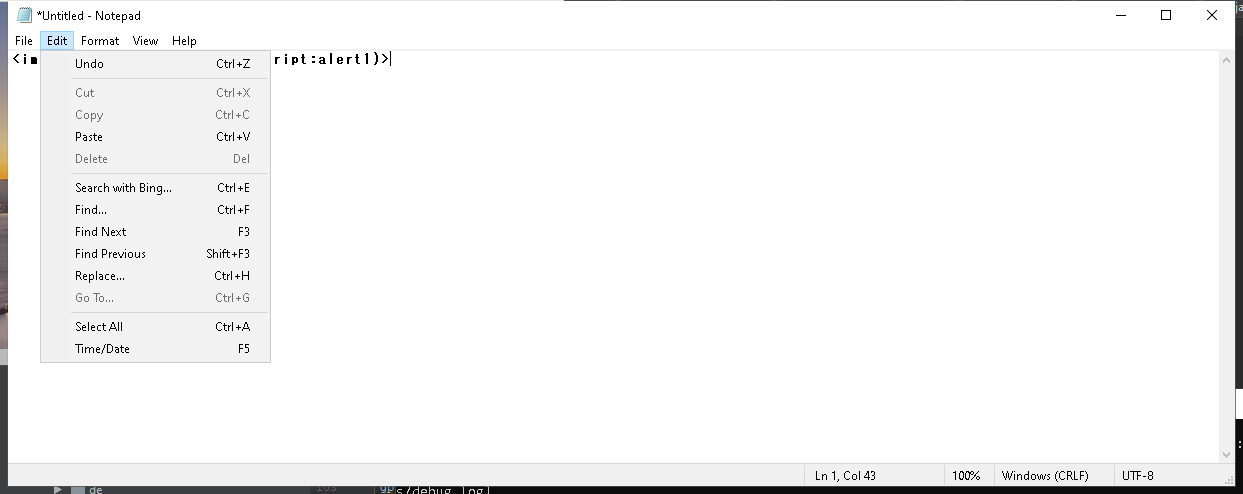 *Untitled - Notepad
File Edit Format View Help
<im ript:alert1)>
Undo Ctrl+Z
Cut Ctrl+X
Copy Ctrl+C
Paste Ctrl+V
Delete Del
Search with Bing... Ctrl+E
Find... Ctrl+F
Find Next F3
Find Previous Shift+F3
Replace... Ctrl+H
Go To... Ctrl+G
Select All Ctrl+A
Time/Date F5
Ln 1, Col 43 100% Windows (CRLF) UTF-8
de s/debug.log